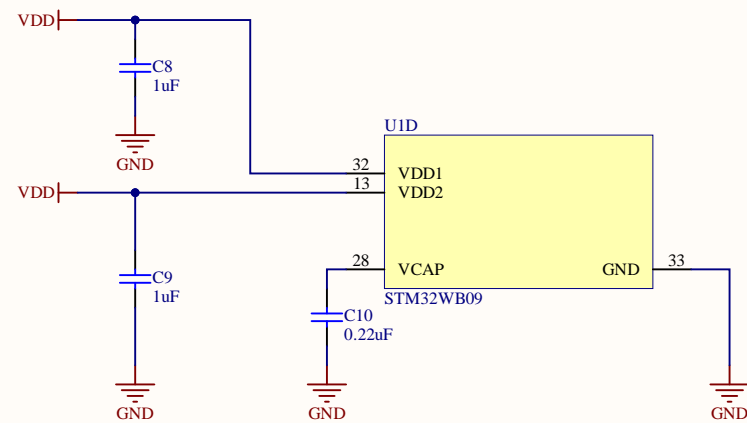 VDD
C8
1uF
GND
U1D
32 VDD1
VDD 13 VDD2
28 VCAP GND 33
C9
1uF
STM32WB09
C10
0.22uF
GND
GND
GND